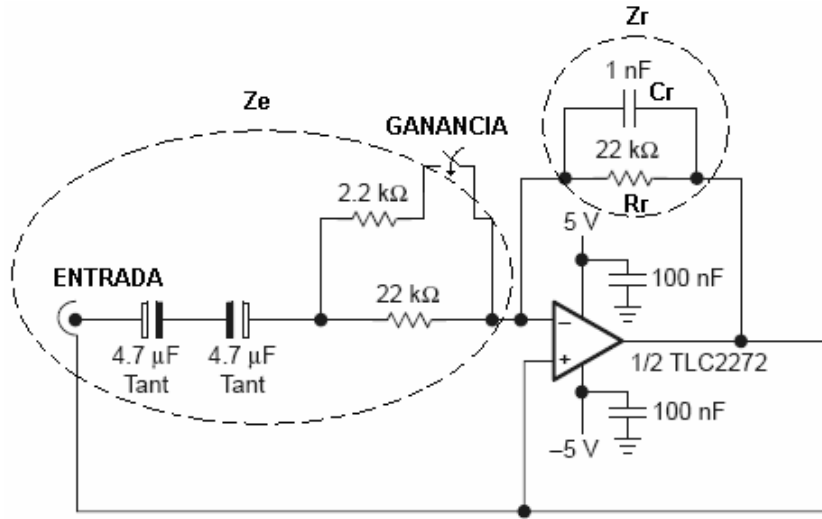 Zr
1 nF
Cr
Ze
GANANCIA
22 kΩ
Rr
2.2 kΩ
5 V
ENTRADA
100 nF
22 kΩ
4.7 µF
Tant
4.7 µF
Tant
–
+
1/2 TLC2272
100 nF
–5 V